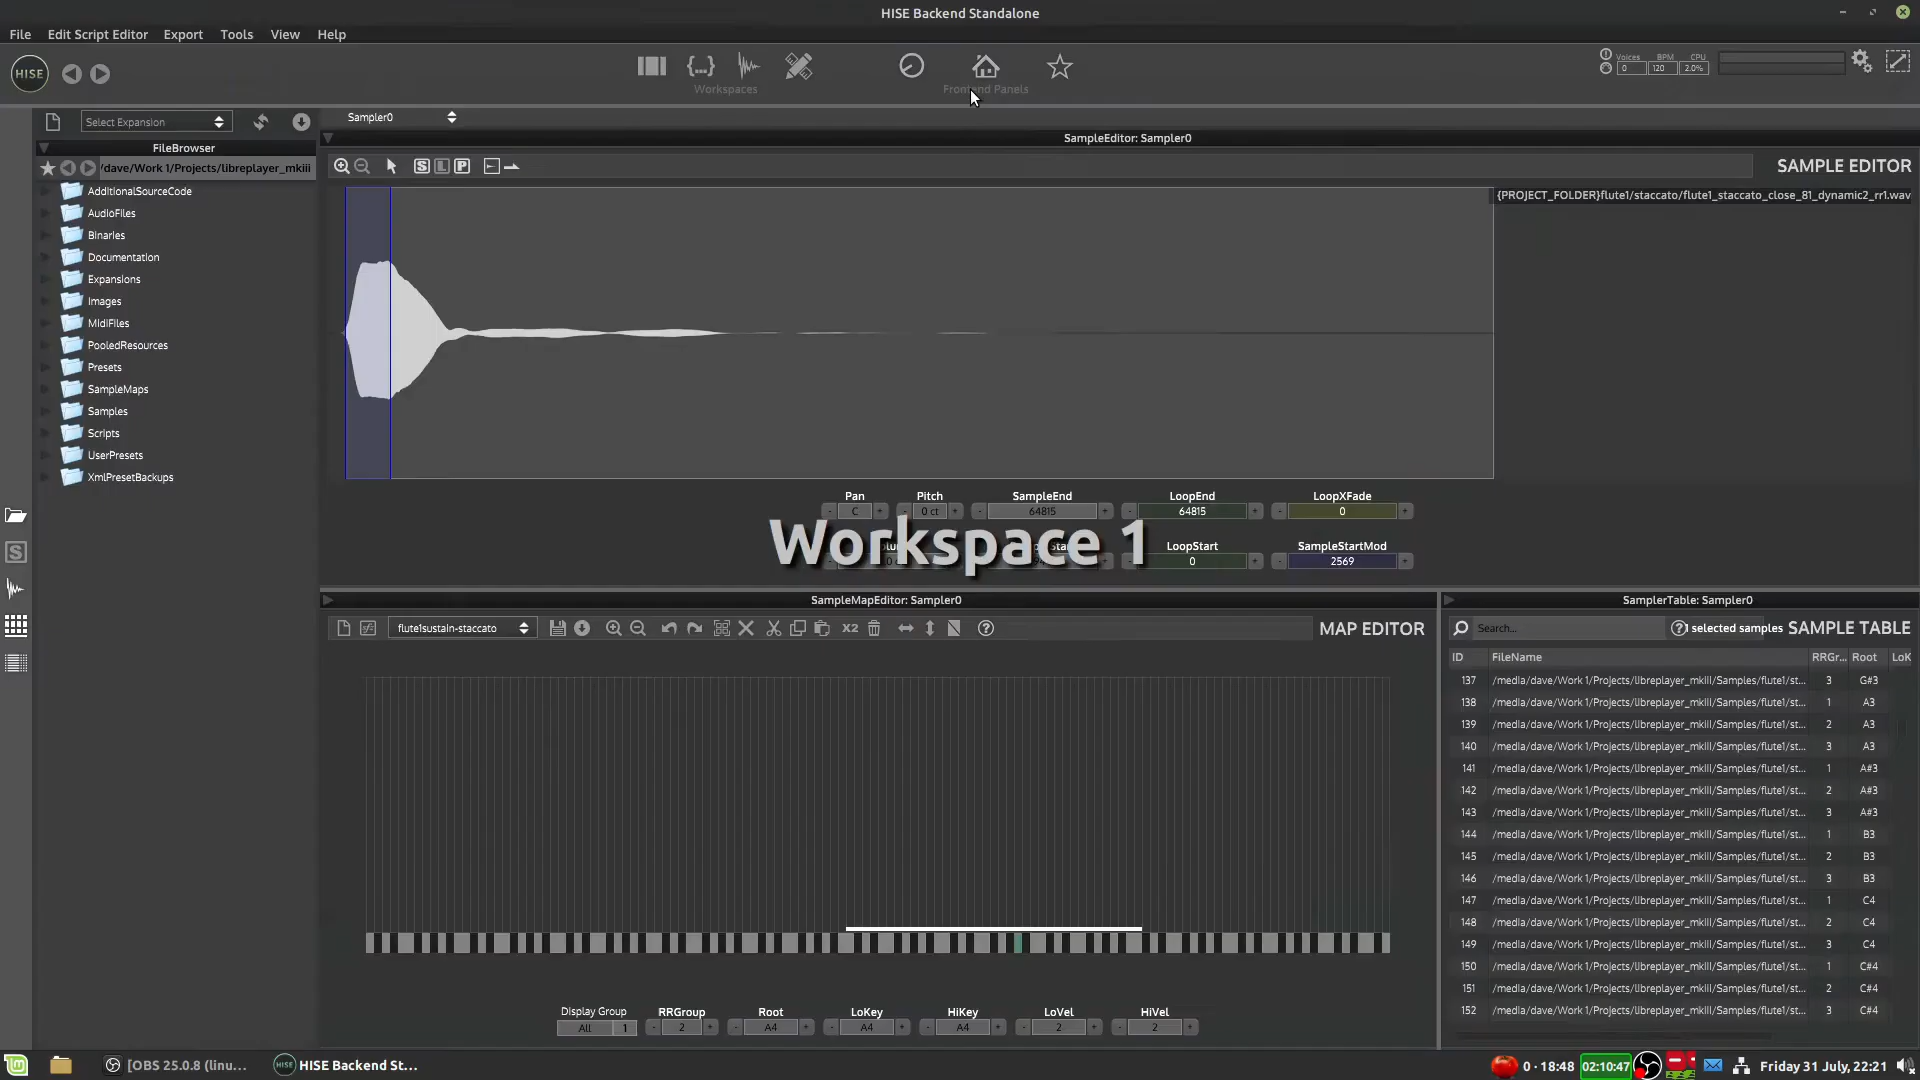 HISE Backend Standalone
File Edit Script Editor Export Tools View Help
HISE
Workspaces
Frontend Panels
Voices BPM CPU
0 120 2.0%
Select Expansion
Sampler0
FileBrowser
SampleEditor: Sampler0
/dave/Work 1/Projects/libreplayer_mkiii
S L P
SAMPLE EDITOR
{PROJECT_FOLDER}flute1/staccato/flute1_staccato_close_81_dynamic2_rr1.wav
AdditionalSourceCode
AudioFiles
Binaries
Documentation
Expansions
Images
MidiFiles
PooledResources
Presets
SampleMaps
Samples
Scripts
UserPresets
XmlPresetBackups
Pan Pitch SampleEnd LoopEnd LoopXFade
- C + - 0 ct + - 64815 + - 64815 + - 0 +
Workspace 1
LoopStart SampleStartMod
- 0 + - 2569 +
SampleMapEditor: Sampler0
SamplerTable: Sampler0
flute1sustain-staccato
X2
MAP EDITOR
Search...
1 selected samples
SAMPLE TABLE
ID FileName RRGr... Root LoK
137 /media/dave/Work 1/Projects/libreplayer_mkiii/Samples/flute1/st... 3 G#3
138 /media/dave/Work 1/Projects/libreplayer_mkiii/Samples/flute1/st... 1 A3
139 /media/dave/Work 1/Projects/libreplayer_mkiii/Samples/flute1/st... 2 A3
140 /media/dave/Work 1/Projects/libreplayer_mkiii/Samples/flute1/st... 3 A3
141 /media/dave/Work 1/Projects/libreplayer_mkiii/Samples/flute1/st... 1 A#3
142 /media/dave/Work 1/Projects/libreplayer_mkiii/Samples/flute1/st... 2 A#3
143 /media/dave/Work 1/Projects/libreplayer_mkiii/Samples/flute1/st... 3 A#3
144 /media/dave/Work 1/Projects/libreplayer_mkiii/Samples/flute1/st... 1 B3
145 /media/dave/Work 1/Projects/libreplayer_mkiii/Samples/flute1/st... 2 B3
146 /media/dave/Work 1/Projects/libreplayer_mkiii/Samples/flute1/st... 3 B3
147 /media/dave/Work 1/Projects/libreplayer_mkiii/Samples/flute1/st... 1 C4
148 /media/dave/Work 1/Projects/libreplayer_mkiii/Samples/flute1/st... 2 C4
149 /media/dave/Work 1/Projects/libreplayer_mkiii/Samples/flute1/st... 3 C4
150 /media/dave/Work 1/Projects/libreplayer_mkiii/Samples/flute1/st... 1 C#4
151 /media/dave/Work 1/Projects/libreplayer_mkiii/Samples/flute1/st... 2 C#4
152 /media/dave/Work 1/Projects/libreplayer_mkiii/Samples/flute1/st... 3 C#4
Display Group RRGroup Root LoKey HiKey LoVel HiVel
All 1 - 2 + - A4 + - A4 + - A4 + - 2 + - 2 +
[OBS 25.0.8 (linu...
HISE Backend St...
0 · 18:48
02:10:47
Friday 31 July, 22:21